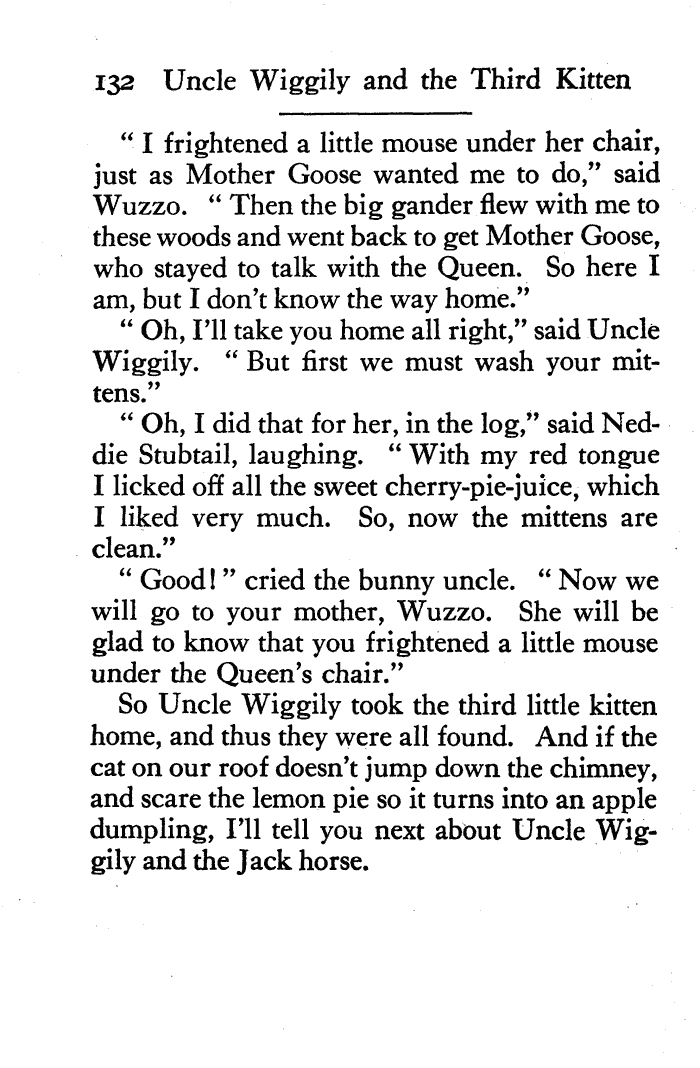 132 Uncle Wiggily and the Third Kitten
“ I frightened a little mouse under her chair,
just as Mother Goose wanted me to do,” said
Wuzzo. “ Then the big gander flew with me to
these woods and went back to get Mother Goose,
who stayed to talk with the Queen. So here I
am, but I don’t know the way home.”
“ Oh, I’ll take you home all right,” said Uncle
Wiggily. “ But first we must wash your mit-
tens.”
“ Oh, I did that for her, in the log,” said Ned-
die Stubtail, laughing. “ With my red tongue
I licked off all the sweet cherry-pie-juice, which
I liked very much. So, now the mittens are
clean.”
“ Good! ” cried the bunny uncle. “ Now we
will go to your mother, Wuzzo. She will be
glad to know that you frightened a little mouse
under the Queen’s chair.”
So Uncle Wiggily took the third little kitten
home, and thus they were all found. And if the
cat on our roof doesn’t jump down the chimney,
and scare the lemon pie so it turns into an apple
dumpling, I’ll tell you next about Uncle Wig-
gily and the Jack horse.